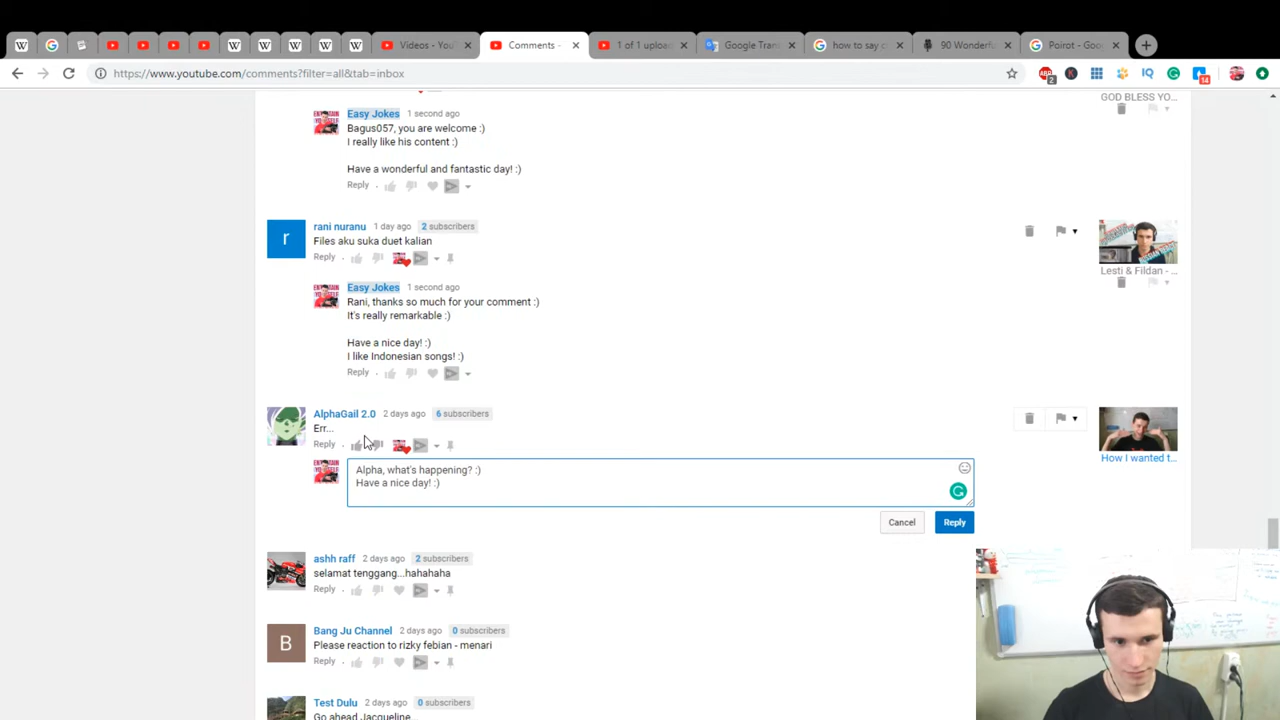 Videos - You
Comments -
1 of 1 upload
Google Tran
how to say c
90 Wonderful
Poirot - Goo
https://www.youtube.com/comments?filter=all&tab=inbox
2
14
GOD BLESS YO...
Easy Jokes 1 second ago
Bagus057, you are welcome :)
I really like his content :)
Have a wonderful and fantastic day! :)
Reply
rani nuranu 1 day ago 2 subscribers
Files aku suka duet kalian
Reply
Lesti & Fildan - ...
Easy Jokes 1 second ago
Rani, thanks so much for your comment :)
It's really remarkable :)
Have a nice day! :)
I like Indonesian songs! :)
Reply
AlphaGail 2.0 2 days ago 6 subscribers
Err...
Reply
How I wanted t...
Alpha, what's happening? :)
Have a nice day! :)
Cancel Reply
ashh raff 2 days ago 2 subscribers
selamat tenggang...hahahaha
Reply
B
Bang Ju Channel 2 days ago 0 subscribers
Please reaction to rizky febian - menari
Reply
Test Dulu 2 days ago 0 subscribers
Go ahead Jacqueline...